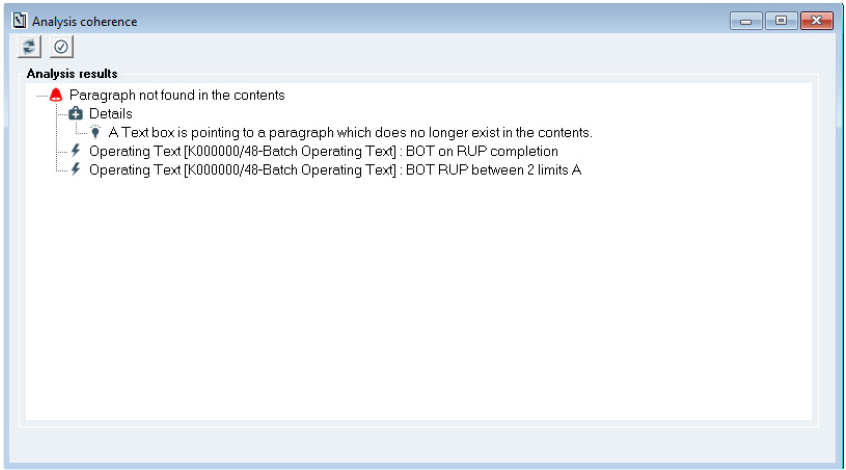 Analysis coherence
Analysis results
Paragraph not found in the contents
Details
A Text box is pointing to a paragraph which does no longer exist in the contents.
Operating Text [K000000/48-Batch Operating Text] : BOT on RUP completion
Operating Text [K000000/48-Batch Operating Text] : BOT RUP between 2 limits A